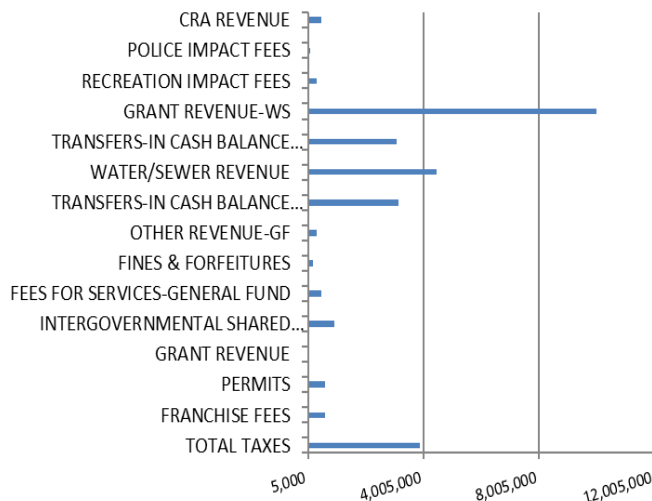 CRA REVENUE
POLICE IMPACT FEES
RECREATION IMPACT FEES
GRANT REVENUE-WS
TRANSFERS-IN CASH BALANCE...
WATER/SEWER REVENUE
TRANSFERS-IN CASH BALANCE...
OTHER REVENUE-GF
FINES & FORFEITURES
FEES FOR SERVICES-GENERAL FUND
INTERGOVERNMENTAL SHARED...
GRANT REVENUE
PERMITS
FRANCHISE FEES
TOTAL TAXES
5,000 4,005,000 8,005,000 12,005,000